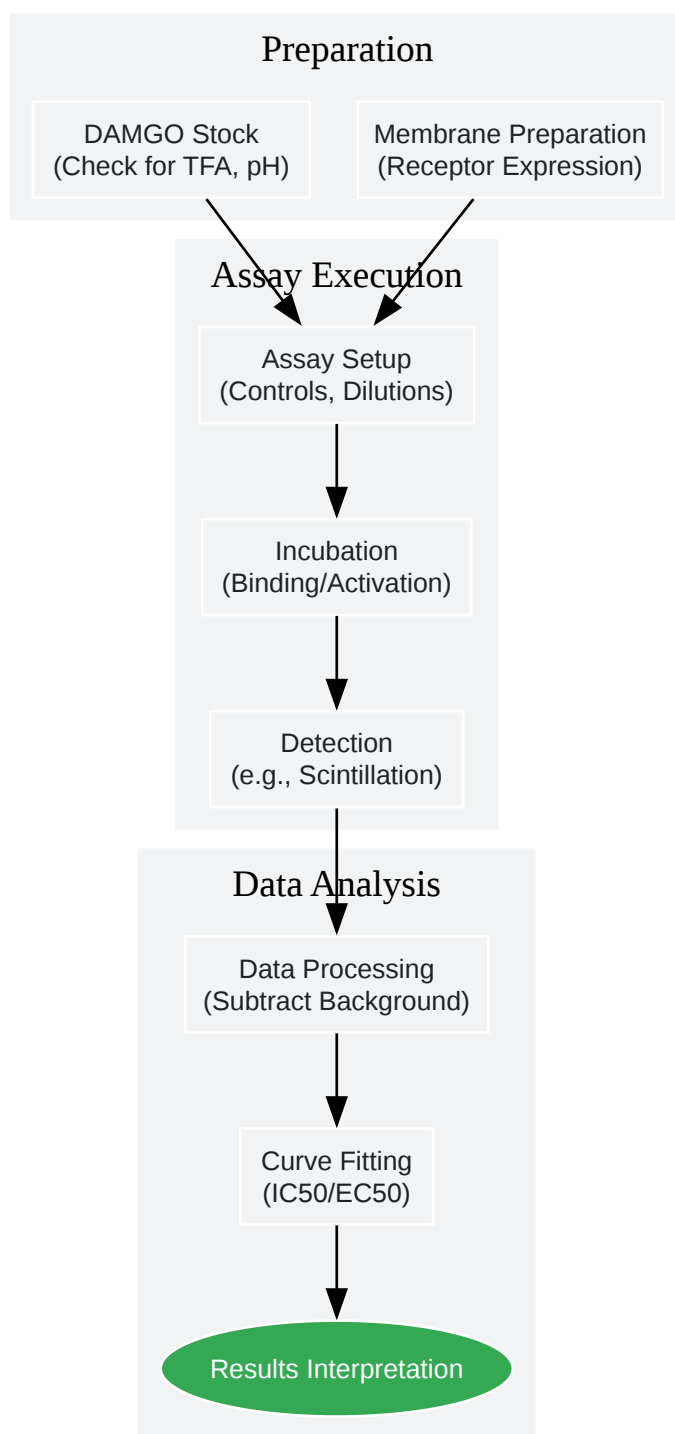 Preparation
DAMGO Stock
(Check for TFA, pH)
Membrane Preparation
(Receptor Expression)
Assay Execution
Assay Setup
(Controls, Dilutions)
Incubation
(Binding/Activation)
Detection
(e.g., Scintillation)
Data Analysis
Data Processing
(Subtract Background)
Curve Fitting
(IC50/EC50)
Results Interpretation